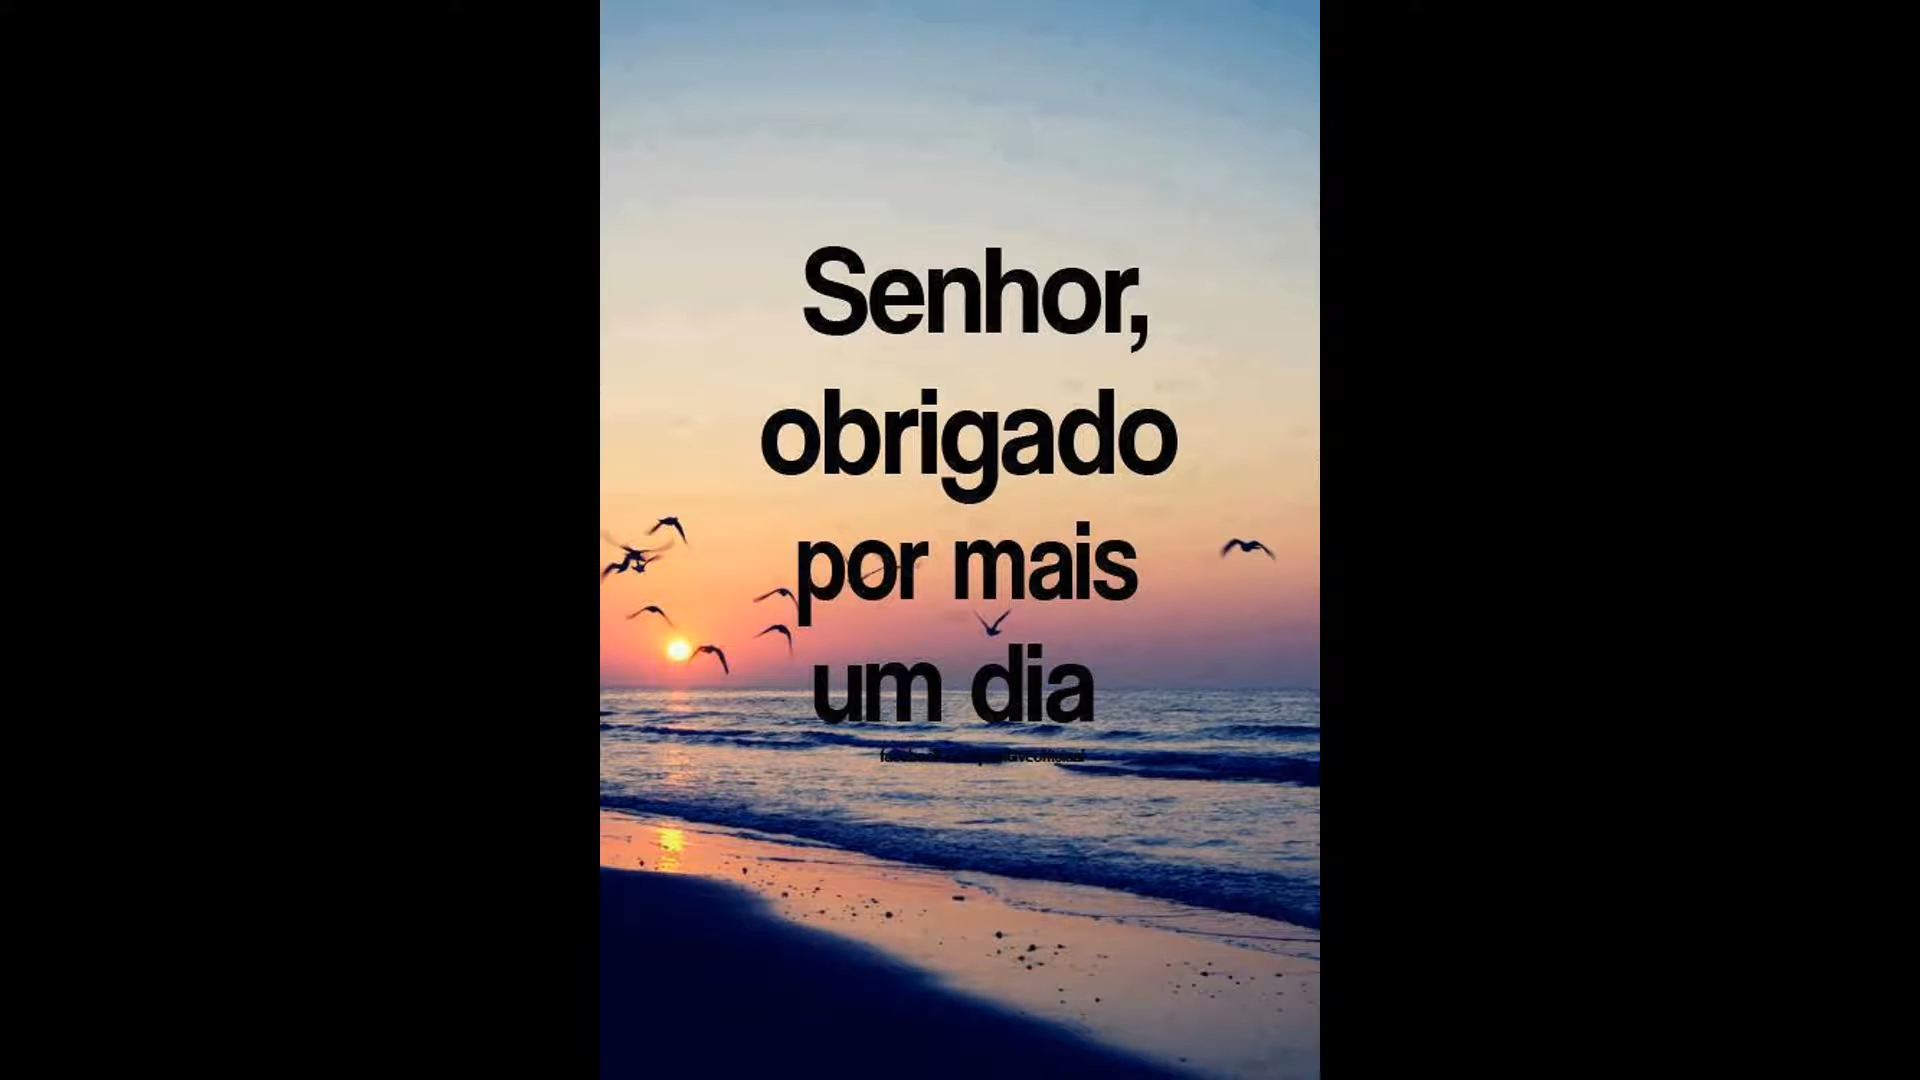 Senhor,
obrigado
por mais
um dia